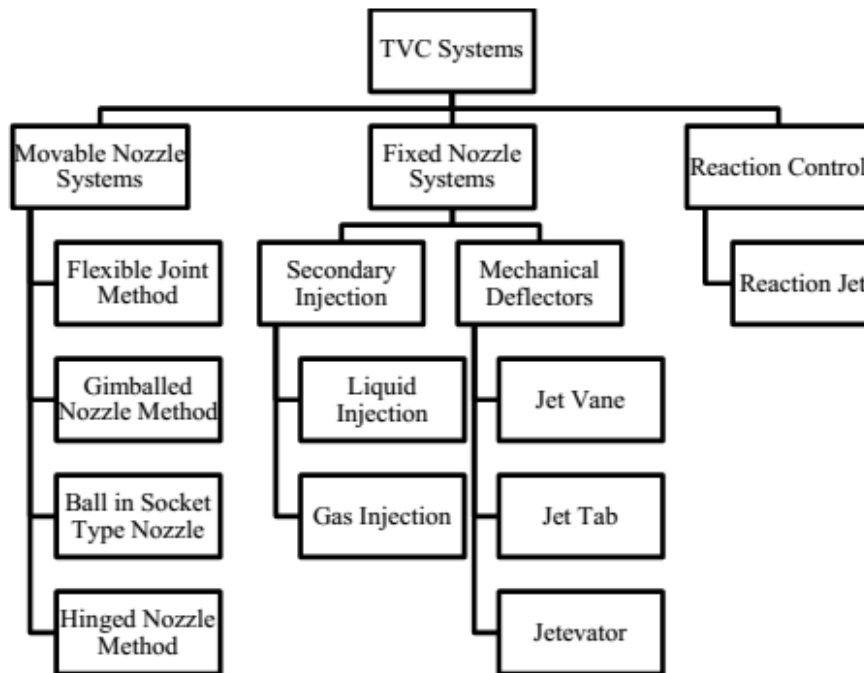 TVC Systems
Movable Nozzle
Systems
Fixed Nozzle
Systems
Reaction Control
Flexible Joint
Method
Secondary
Injection
Mechanical
Deflectors
Reaction Jet
Gimballed
Nozzle Method
Liquid
Injection
Jet Vane
Ball in Socket
Type Nozzle
Gas Injection
Jet Tab
Hinged Nozzle
Method
Jetevator